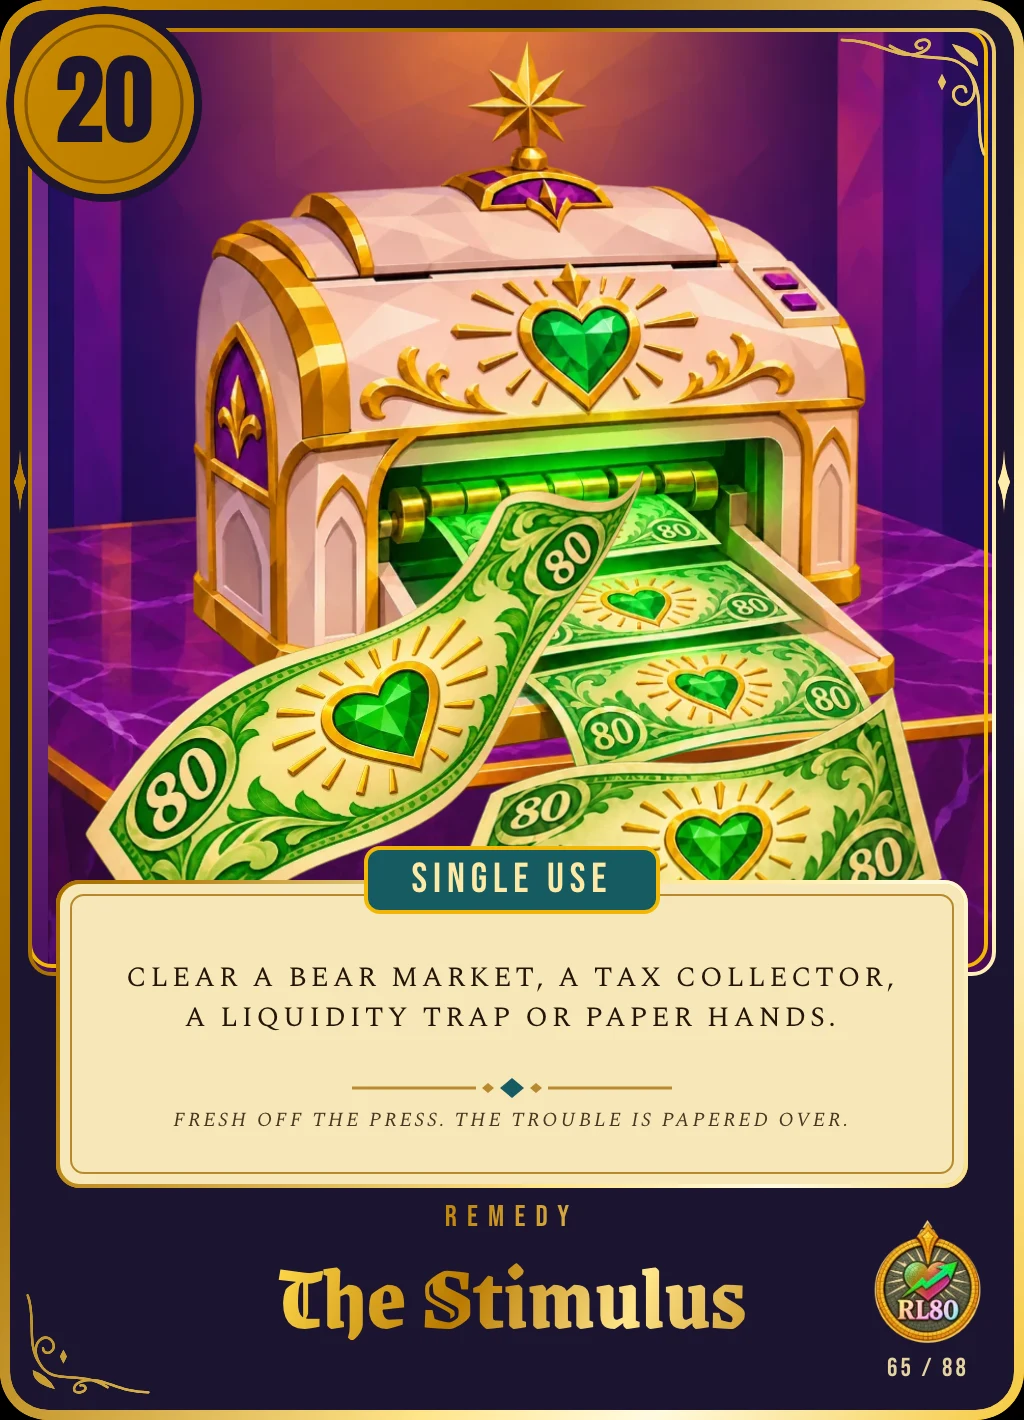 20
80
80
80
80
80
80
80
80
SINGLE USE
CLEAR A BEAR MARKET, A TAX COLLECTOR,
A LIQUIDITY TRAP OR PAPER HANDS.
FRESH OFF THE PRESS. THE TROUBLE IS PAPERED OVER.
REMEDY
The Stimulus
RL80
65 / 88